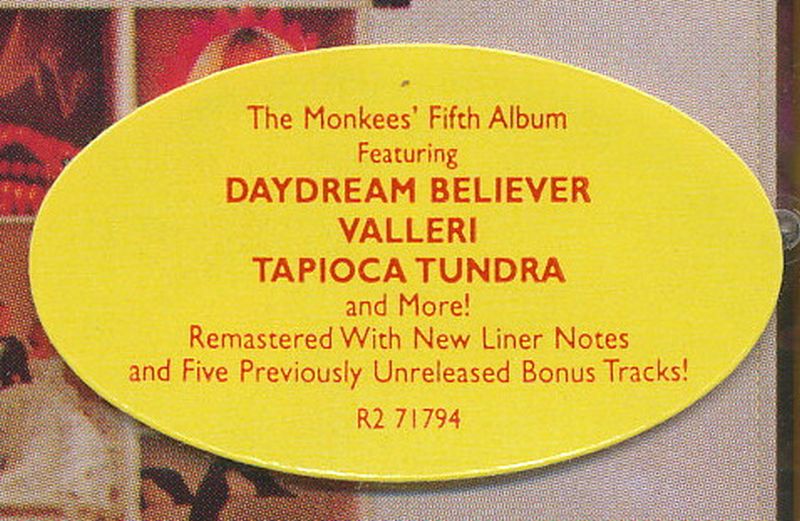 The Monkees' Fifth Album
Featuring
DAYDREAM BELIEVER
VALLERI
TAPIOCA TUNDRA
and More!
Remastered With New Liner Notes
and Five Previously Unreleased Bonus Tracks!
R2 71794